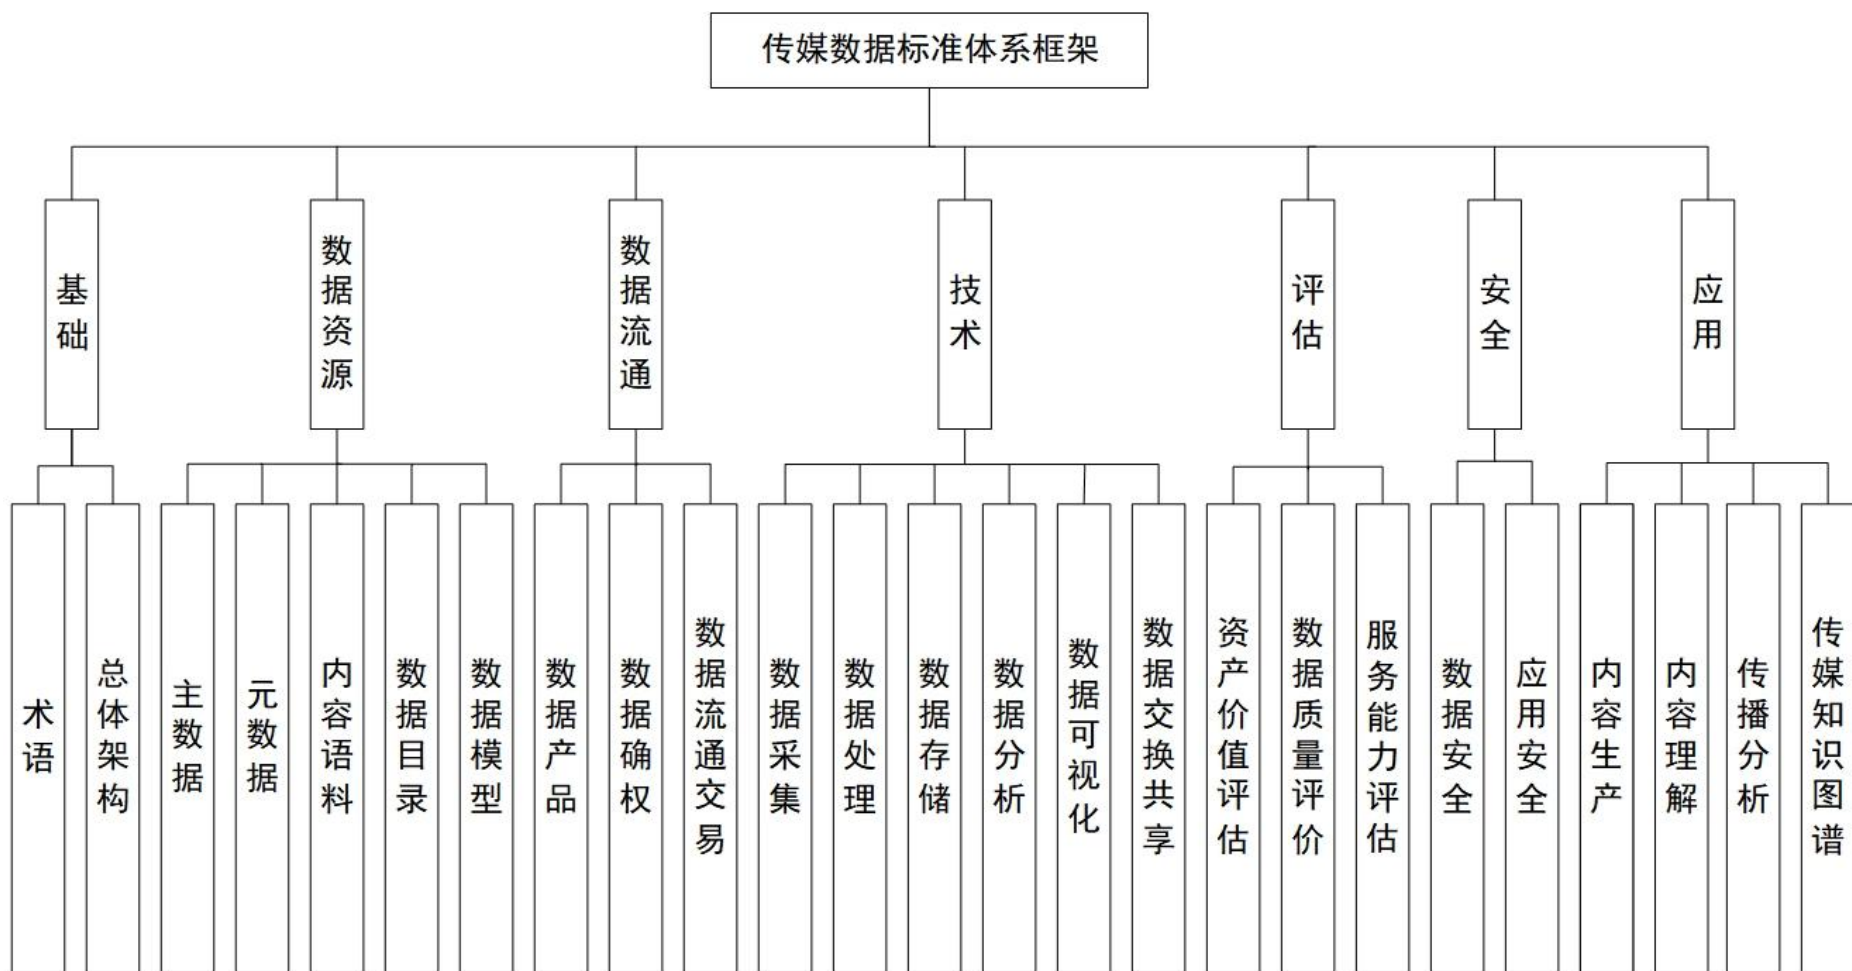 传媒数据标准体系框架
基础
数据资源
数据流通
技术
评估
安全
应用
术语
总体架构
主数据
元数据
内容语料
数据目录
数据模型
数据产品
数据确权
数据流通交易
数据采集
数据处理
数据存储
数据分析
数据可视化
数据交换共享
资产价值评估
数据质量评价
服务能力评估
数据安全
应用安全
内容生产
内容理解
传播分析
传媒知识图谱